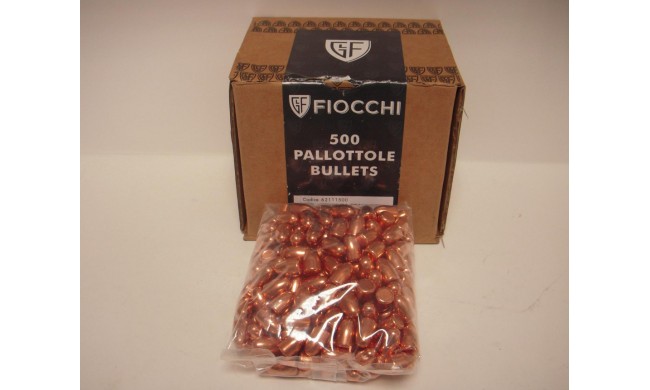 GF
GF FIOCCHI
500
PALLOTTOLE
BULLETS